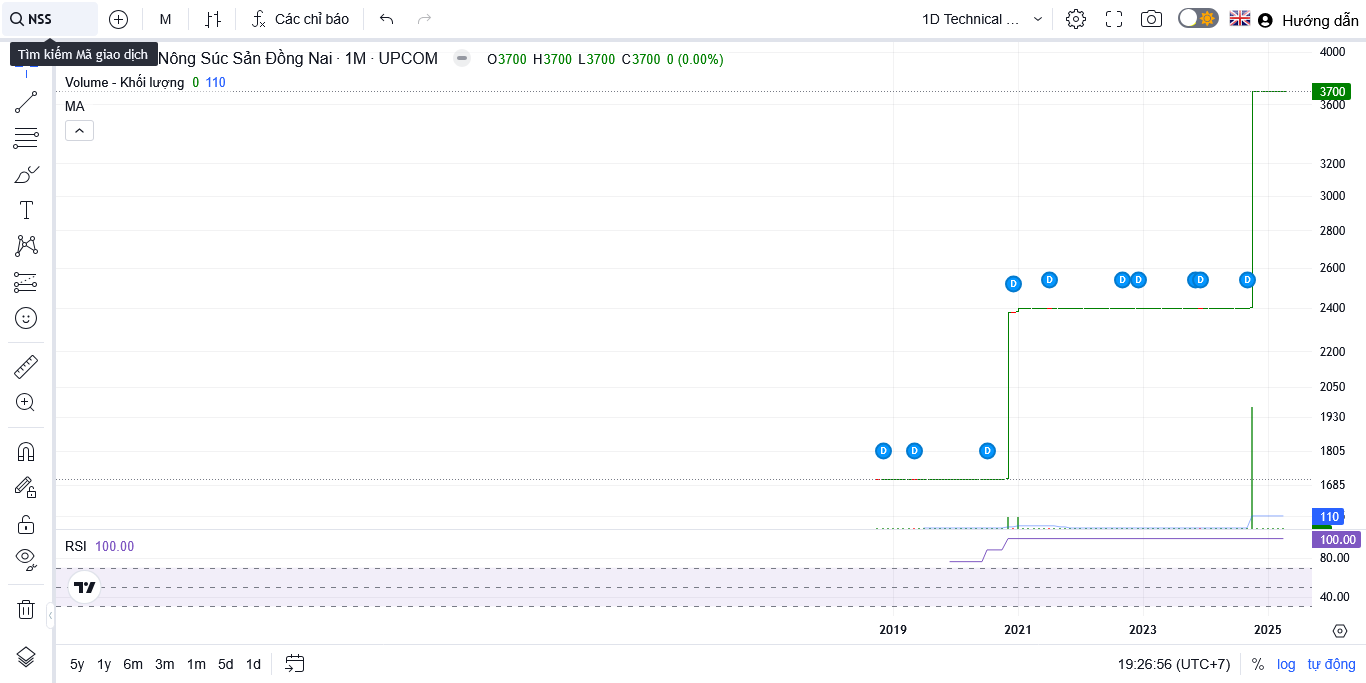 NSS
M
Các chỉ báo
1D Technical ...
Hướng dẫn
Tìm kiếm Mã giao dịch
Nông Súc Sản Đồng Nai · 1M · UPCOM
O3700 H3700 L3700 C3700 0 (0.00%)
Volume - Khối lượng 0 110
MA
4000
3700
3600
3200
3000
2800
2600
2400
2200
2050
1930
1805
1685
D
D
D
D
D
D
D
D
D
110
RSI 100.00
100.00
80.00
40.00
2019
2021
2023
2025
5y 1y 6m 3m 1m 5d 1d
19:26:56 (UTC+7)
% log tự động